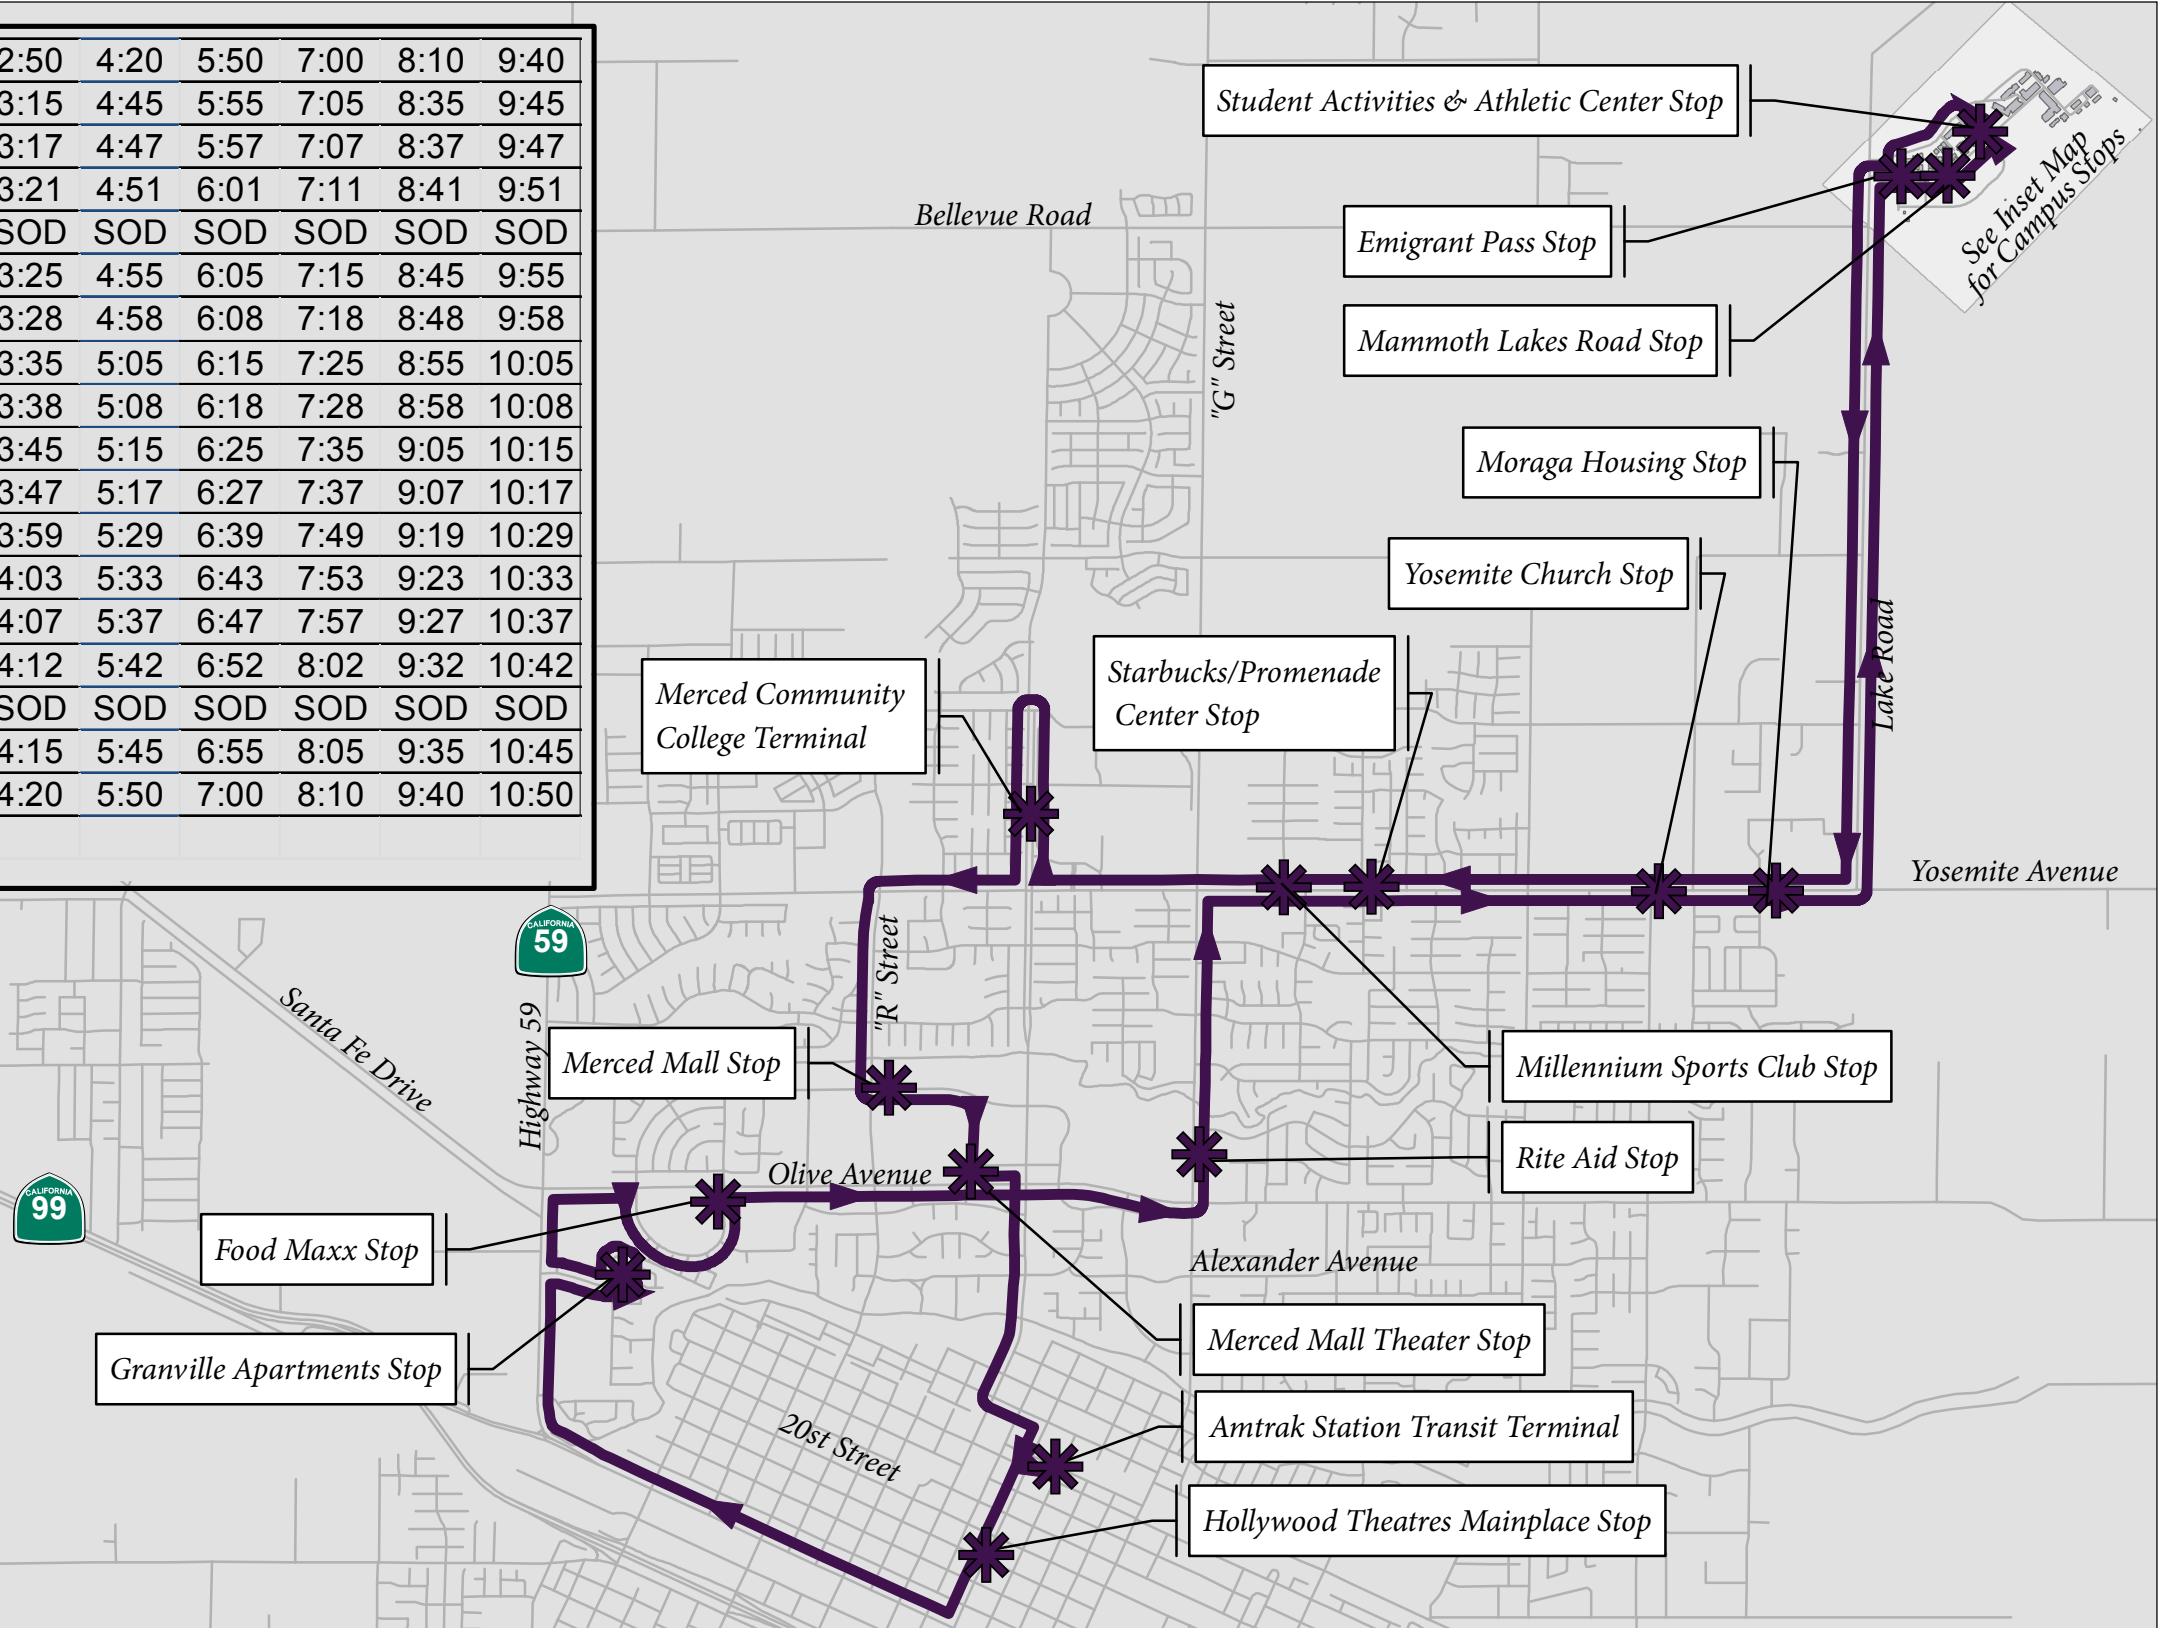 2:50 4:20 5:50 7:00 8:10 9:40
3:15 4:45 5:55 7:05 8:35 9:45
3:17 4:47 5:57 7:07 8:37 9:47
3:21 4:51 6:01 7:11 8:41 9:51
SOD SOD SOD SOD SOD SOD
3:25 4:55 6:05 7:15 8:45 9:55
3:28 4:58 6:08 7:18 8:48 9:58
3:35 5:05 6:15 7:25 8:55 10:05
3:38 5:08 6:18 7:28 8:58 10:08
3:45 5:15 6:25 7:35 9:05 10:15
3:47 5:17 6:27 7:37 9:07 10:17
3:59 5:29 6:39 7:49 9:19 10:29
4:03 5:33 6:43 7:53 9:23 10:33
4:07 5:37 6:47 7:57 9:27 10:37
4:12 5:42 6:52 8:02 9:32 10:42
SOD SOD SOD SOD SOD SOD
4:15 5:45 6:55 8:05 9:35 10:45
4:20 5:50 7:00 8:10 9:40 10:50
Student Activities & Athletic Center Stop
See Inset Map
for Campus Stops
Bellevue Road
Emigrant Pass Stop
"G" Street
Mammoth Lakes Road Stop
Moraga Housing Stop
Yosemite Church Stop
Lake Road
Merced Community
College Terminal
Starbucks/Promenade
Center Stop
Yosemite Avenue
CALIFORNIA
59
"R" Street
Santa Fe Drive
Highway 59
Merced Mall Stop
Millennium Sports Club Stop
Rite Aid Stop
Olive Avenue
CALIFORNIA
99
Food Maxx Stop
Alexander Avenue
Merced Mall Theater Stop
Granville Apartments Stop
20st Street
Amtrak Station Transit Terminal
Hollywood Theatres Mainplace Stop